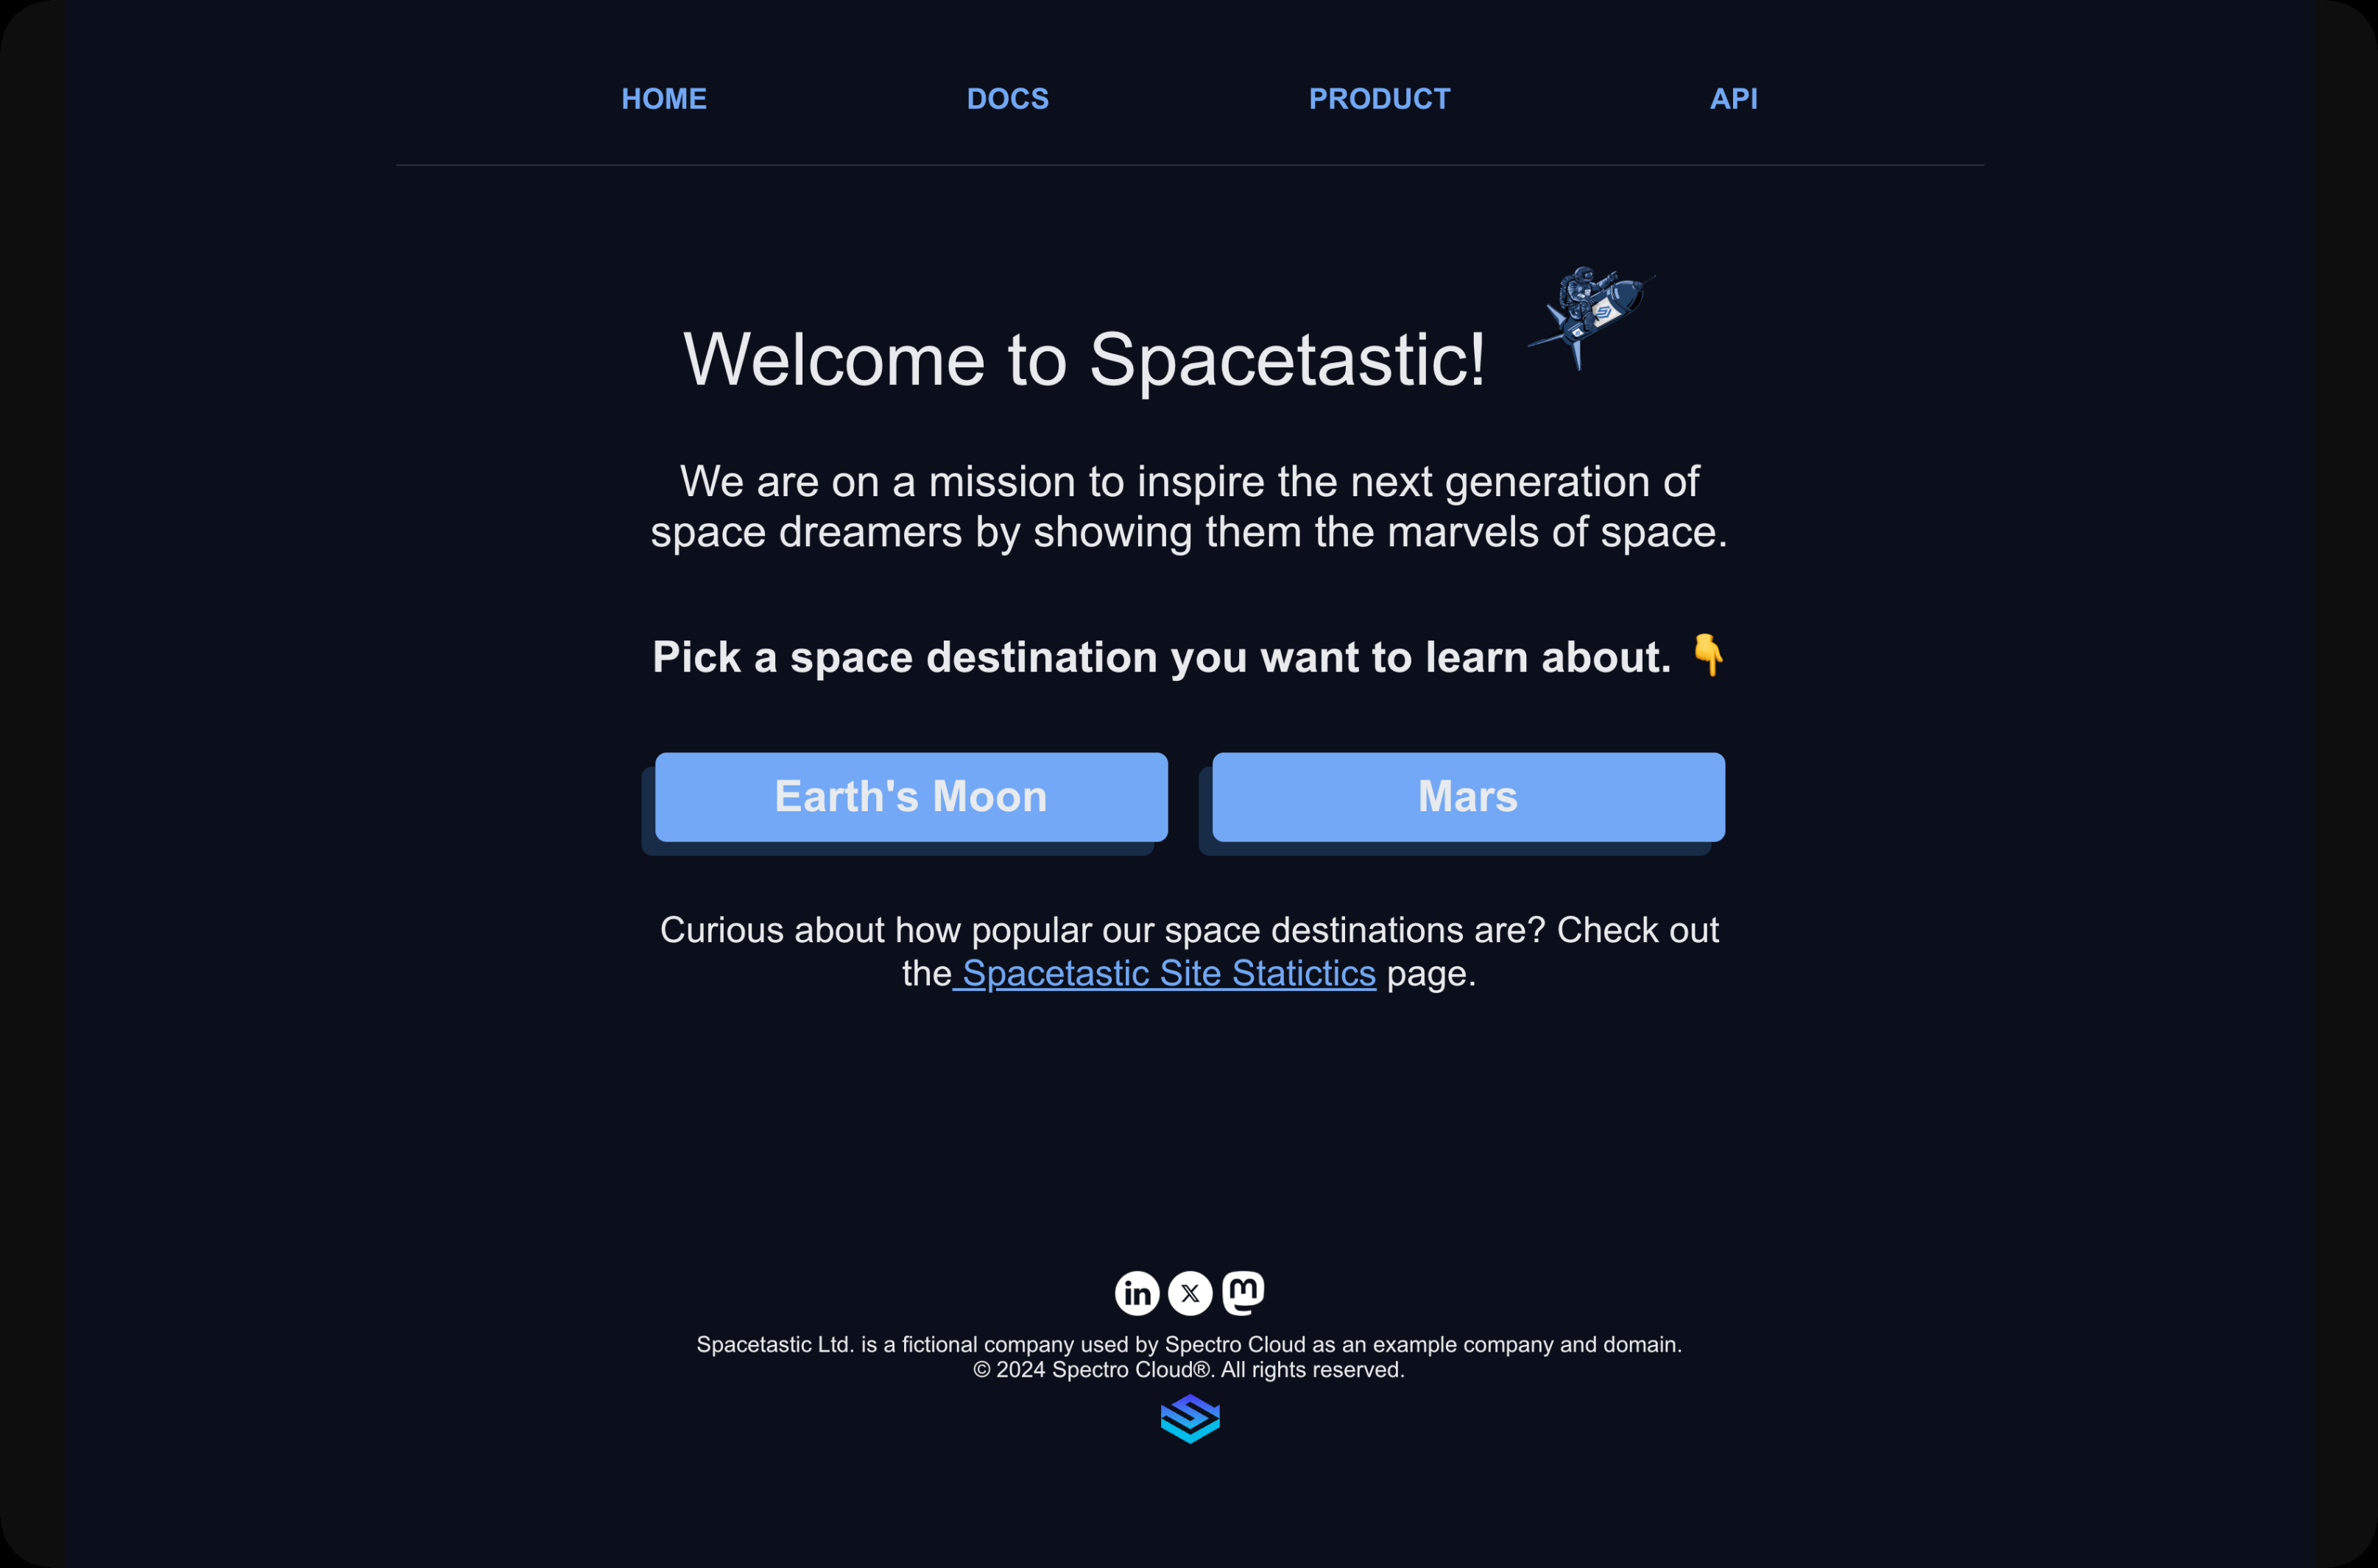 HOME DOCS PRODUCT API
Welcome to Spacetastic!
We are on a mission to inspire the next generation of
space dreamers by showing them the marvels of space.
Pick a space destination you want to learn about. 👇
Earth's Moon Mars
Curious about how popular our space destinations are? Check out
the Spacetastic Site Statictics page.
in X m
Spacetastic Ltd. is a fictional company used by Spectro Cloud as an example company and domain.
© 2024 Spectro Cloud®. All rights reserved.